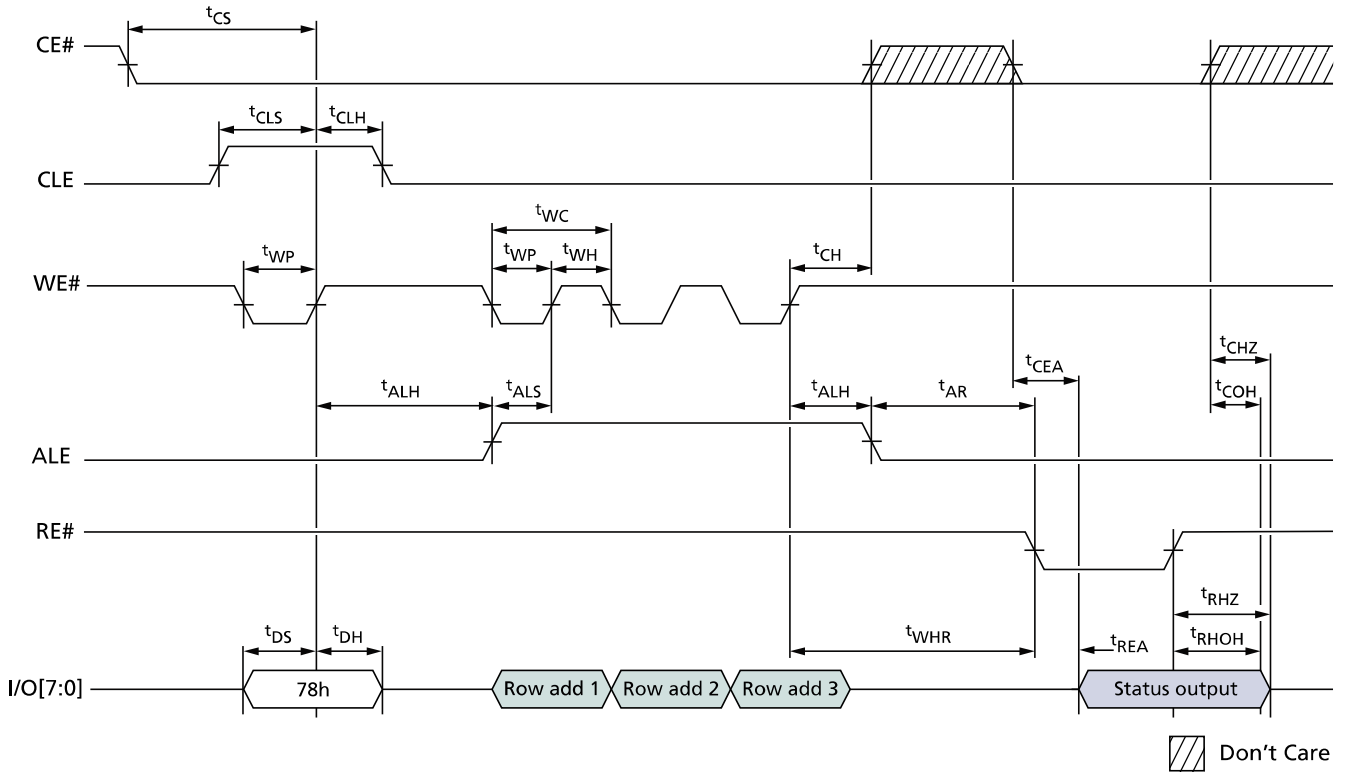 tCS
CE#
tCLS
tCLH
CLE
tWC
tWP
tWP
tWH
tCH
WE#
tCHZ
tCEA
tALH
tALS
tALH
tAR
tCOH
ALE
RE#
tRHZ
tDS
tDH
tWHR
tREA
tRHOH
I/O[7:0]
78h
Row add 1
Row add 2
Row add 3
Status output
Don't Care